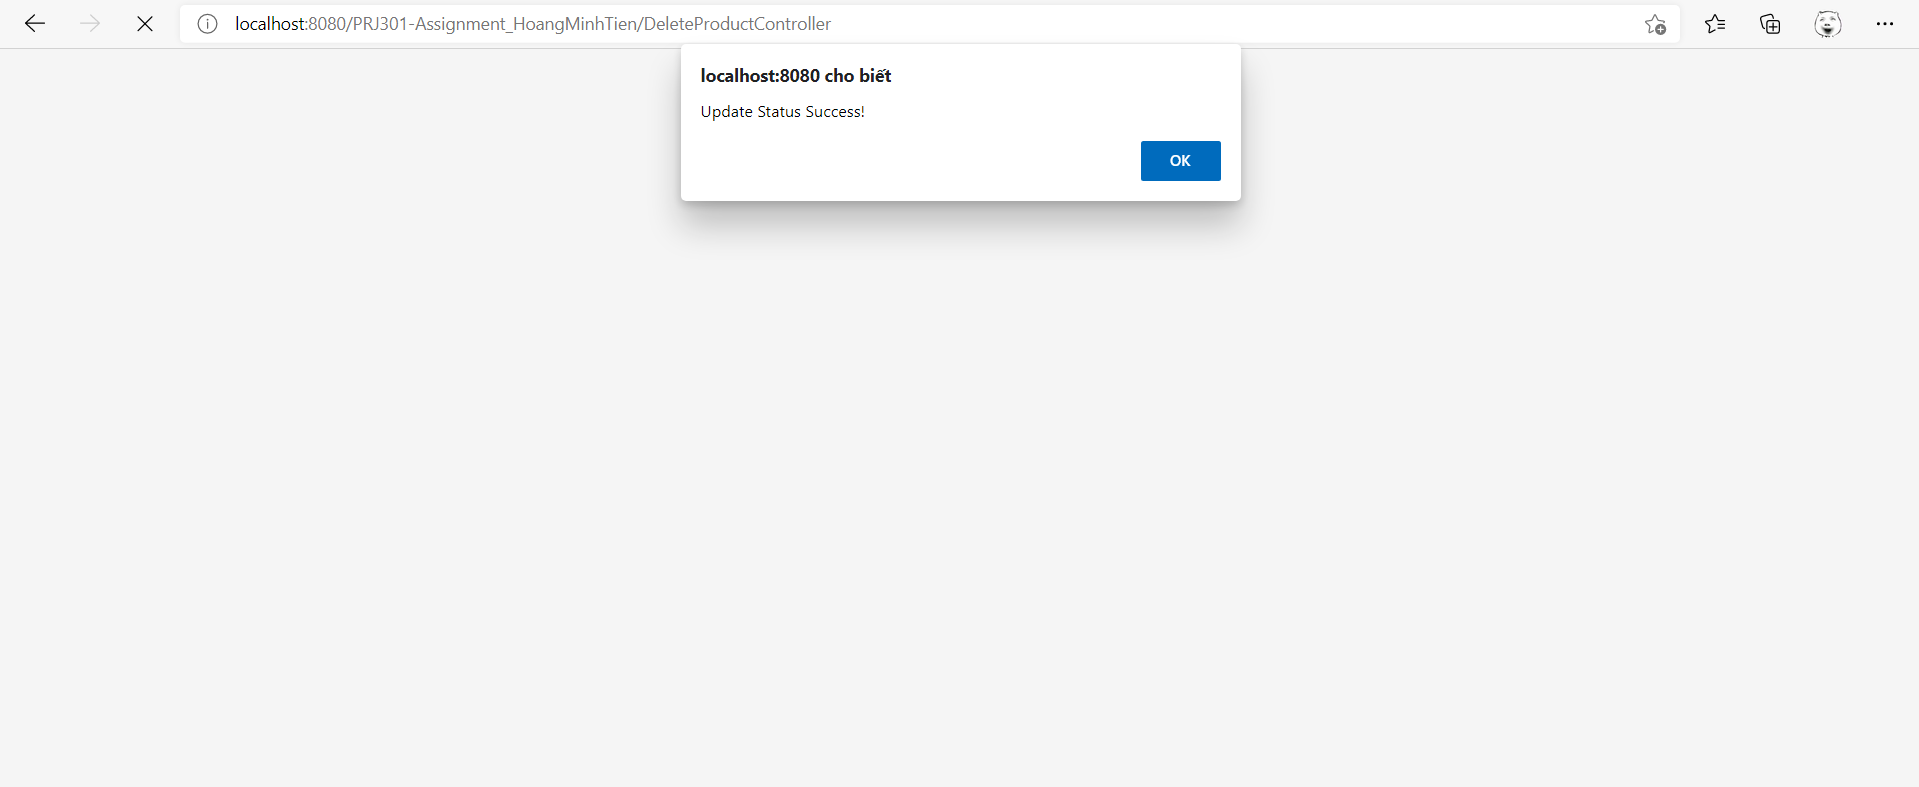 localhost:8080/PRJ301-Assignment_HoangMinhTien/DeleteProductController
localhost:8080 cho biết
Update Status Success!
OK